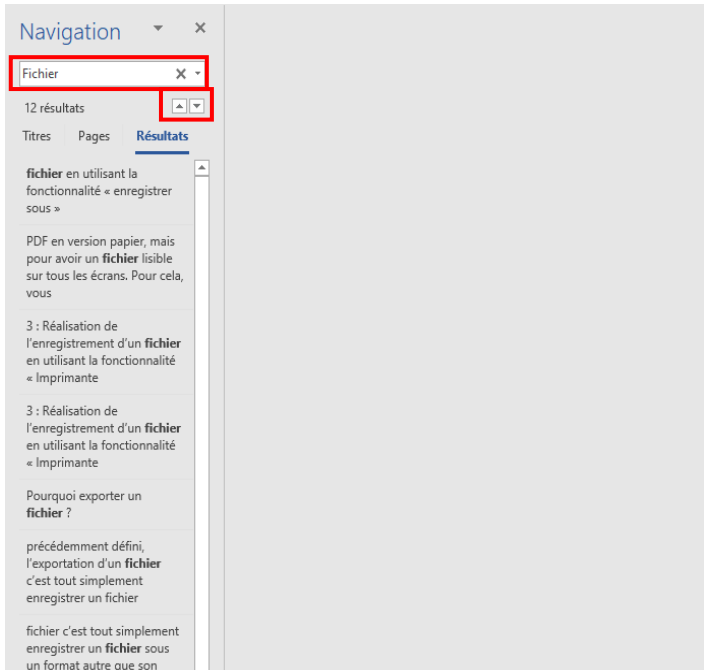 Navigation
Fichier
12 résultats
Titres Pages Résultats
fichier en utilisant la
fonctionnalité « enregistrer
sous »
PDF en version papier, mais
pour avoir un fichier lisible
sur tous les écrans. Pour cela,
vous
3 : Réalisation de
l'enregistrement d'un fichier
en utilisant la fonctionnalité
« Imprimante
3 : Réalisation de
l'enregistrement d'un fichier
en utilisant la fonctionnalité
« Imprimante
Pourquoi exporter un
fichier ?
précédemment défini,
l'exportation d'un fichier
c'est tout simplement
enregistrer un fichier
fichier c'est tout simplement
enregistrer un fichier sous
un format autre que son